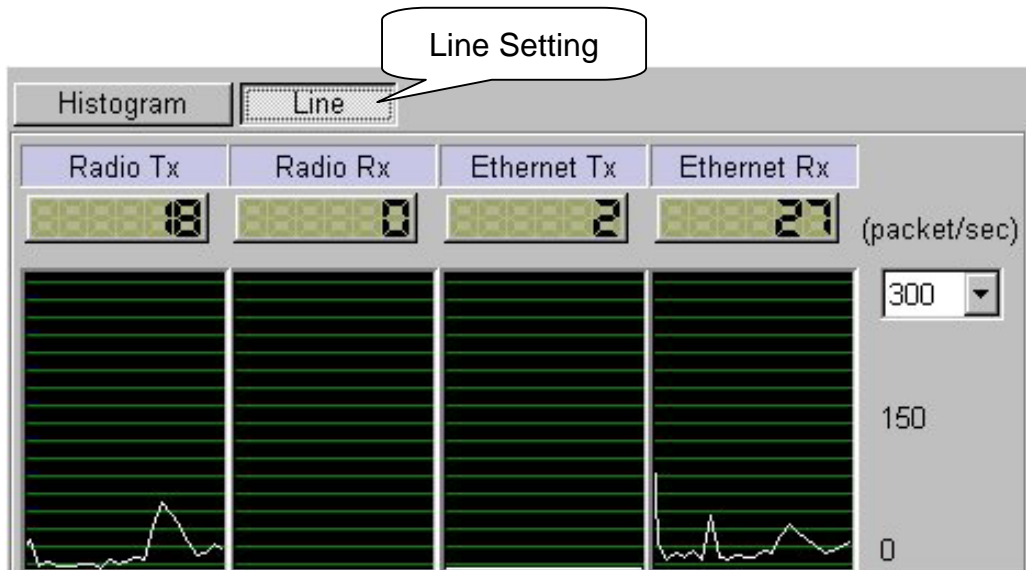 Line Setting
Histogram Line
Radio Tx Radio Rx Ethernet Tx Ethernet Rx
18 0 2 27 (packet/sec)
300
150
0